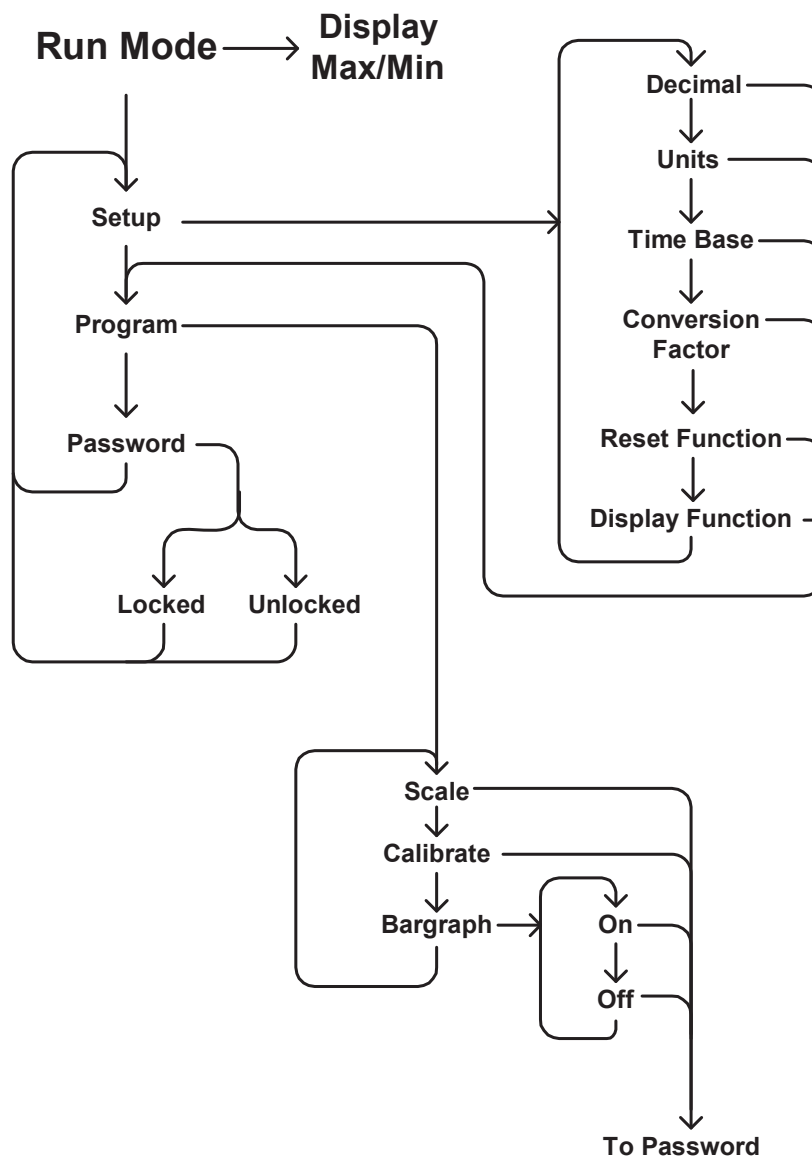 Run Mode
Display
Max/Min
Setup
Program
Password
Locked
Unlocked
Decimal
Units
Time Base
Conversion
Factor
Reset Function
Display Function
Scale
Calibrate
Bargraph
On
Off
To Password